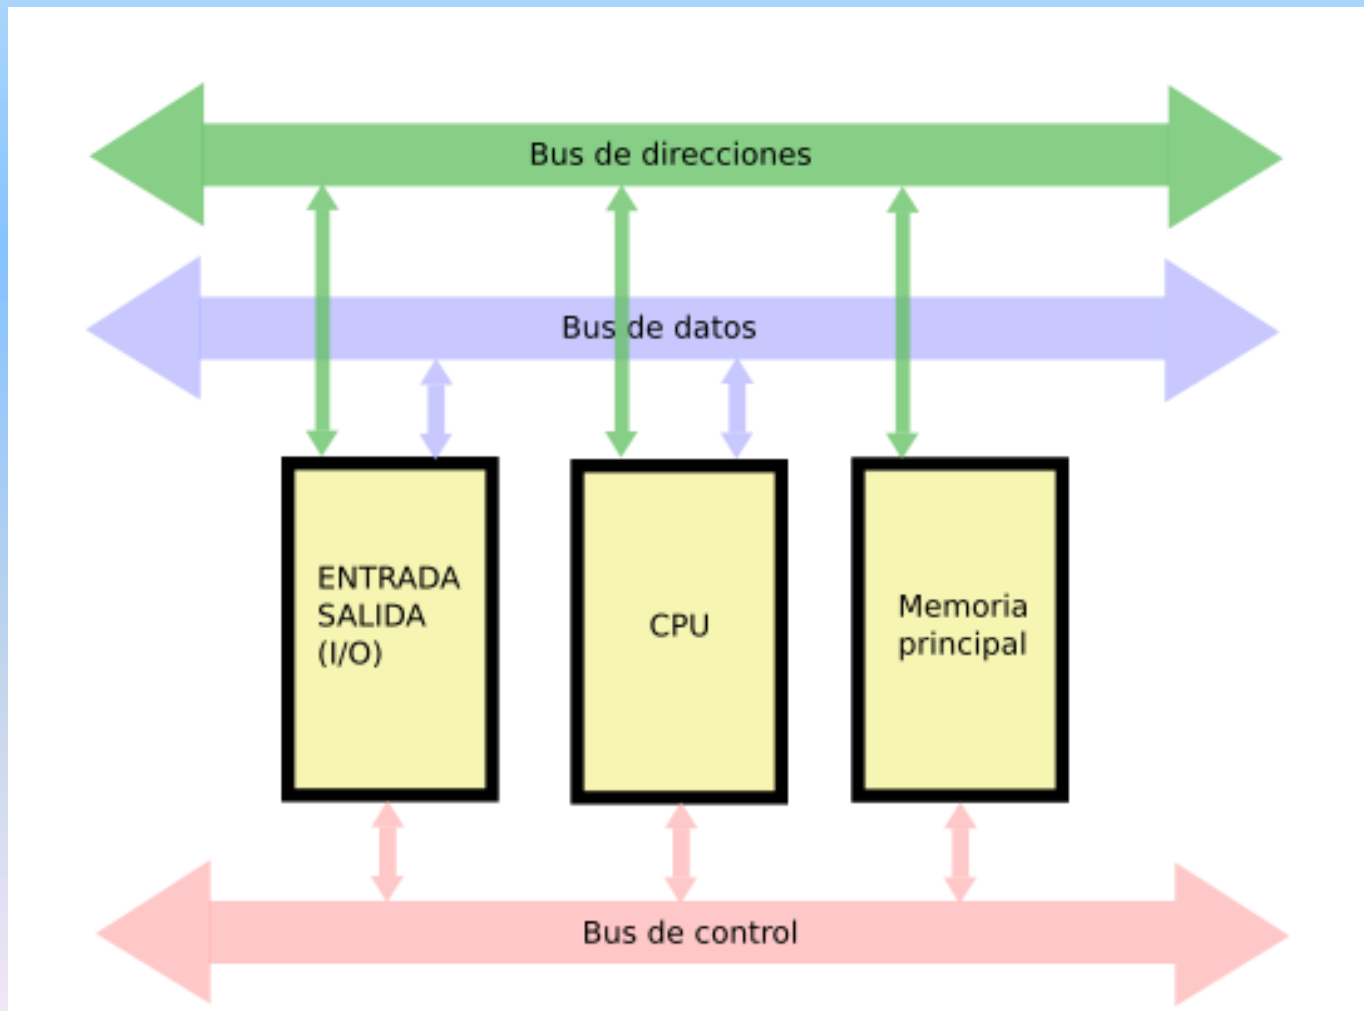 Bus de direcciones
Bus de datos
ENTRADA
SALIDA
(I/O)
CPU
Memoria
principal
Bus de control